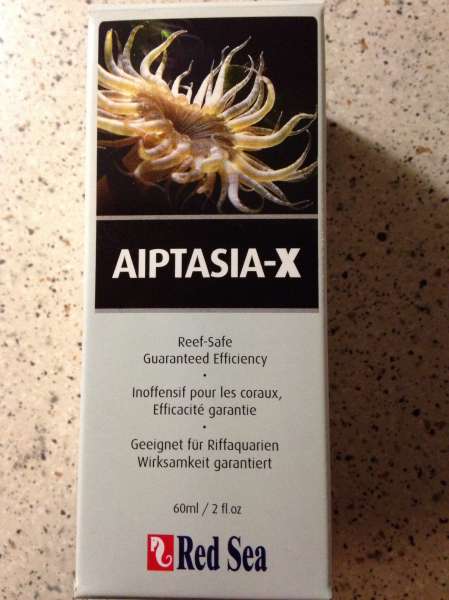 AIPTASIA-X
Reef-Safe
Guaranteed Efficiency
Inoffensif pour les coraux,
Efficacité garantie
Geeignet für Riffaquarien
Wirksamkeit garantiert
60ml / 2 fl.oz
Red Sea